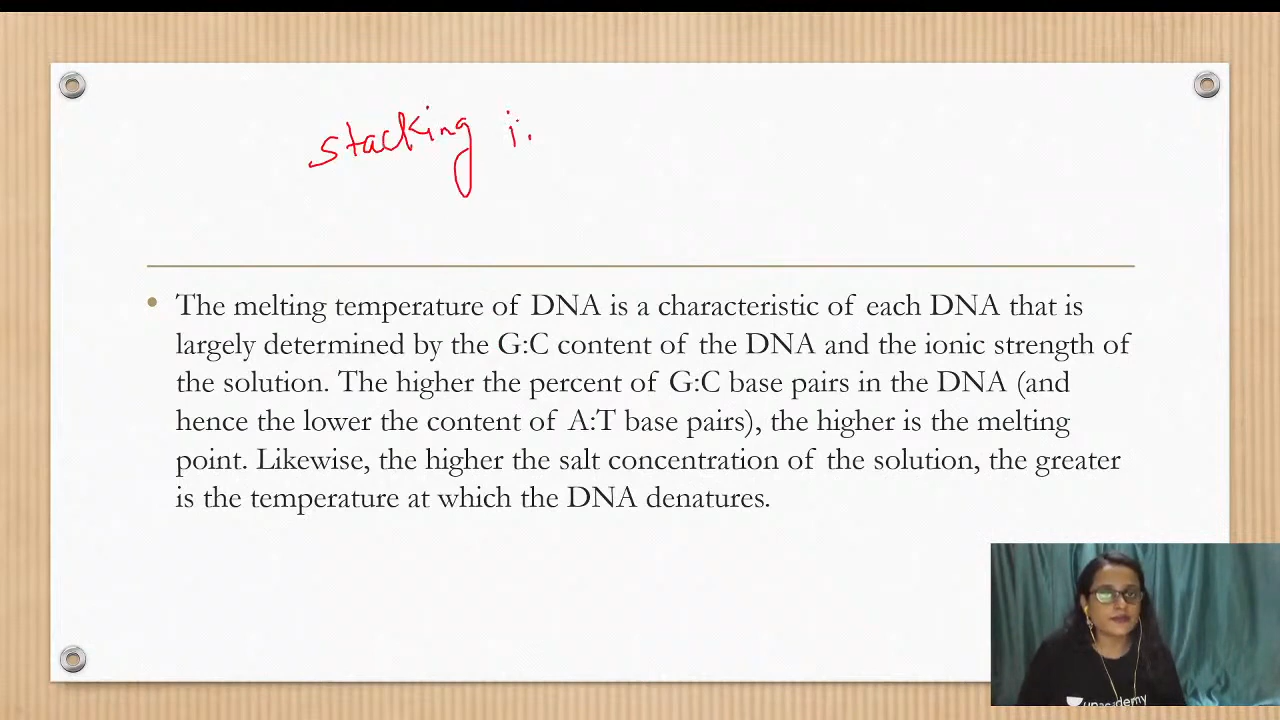 stacking i.
• The melting temperature of DNA is a characteristic of each DNA that is
largely determined by the G:C content of the DNA and the ionic strength of
the solution. The higher the percent of G:C base pairs in the DNA (and
hence the lower the content of A:T base pairs), the higher is the melting
point. Likewise, the higher the salt concentration of the solution, the greater
is the temperature at which the DNA denatures.
unacademy